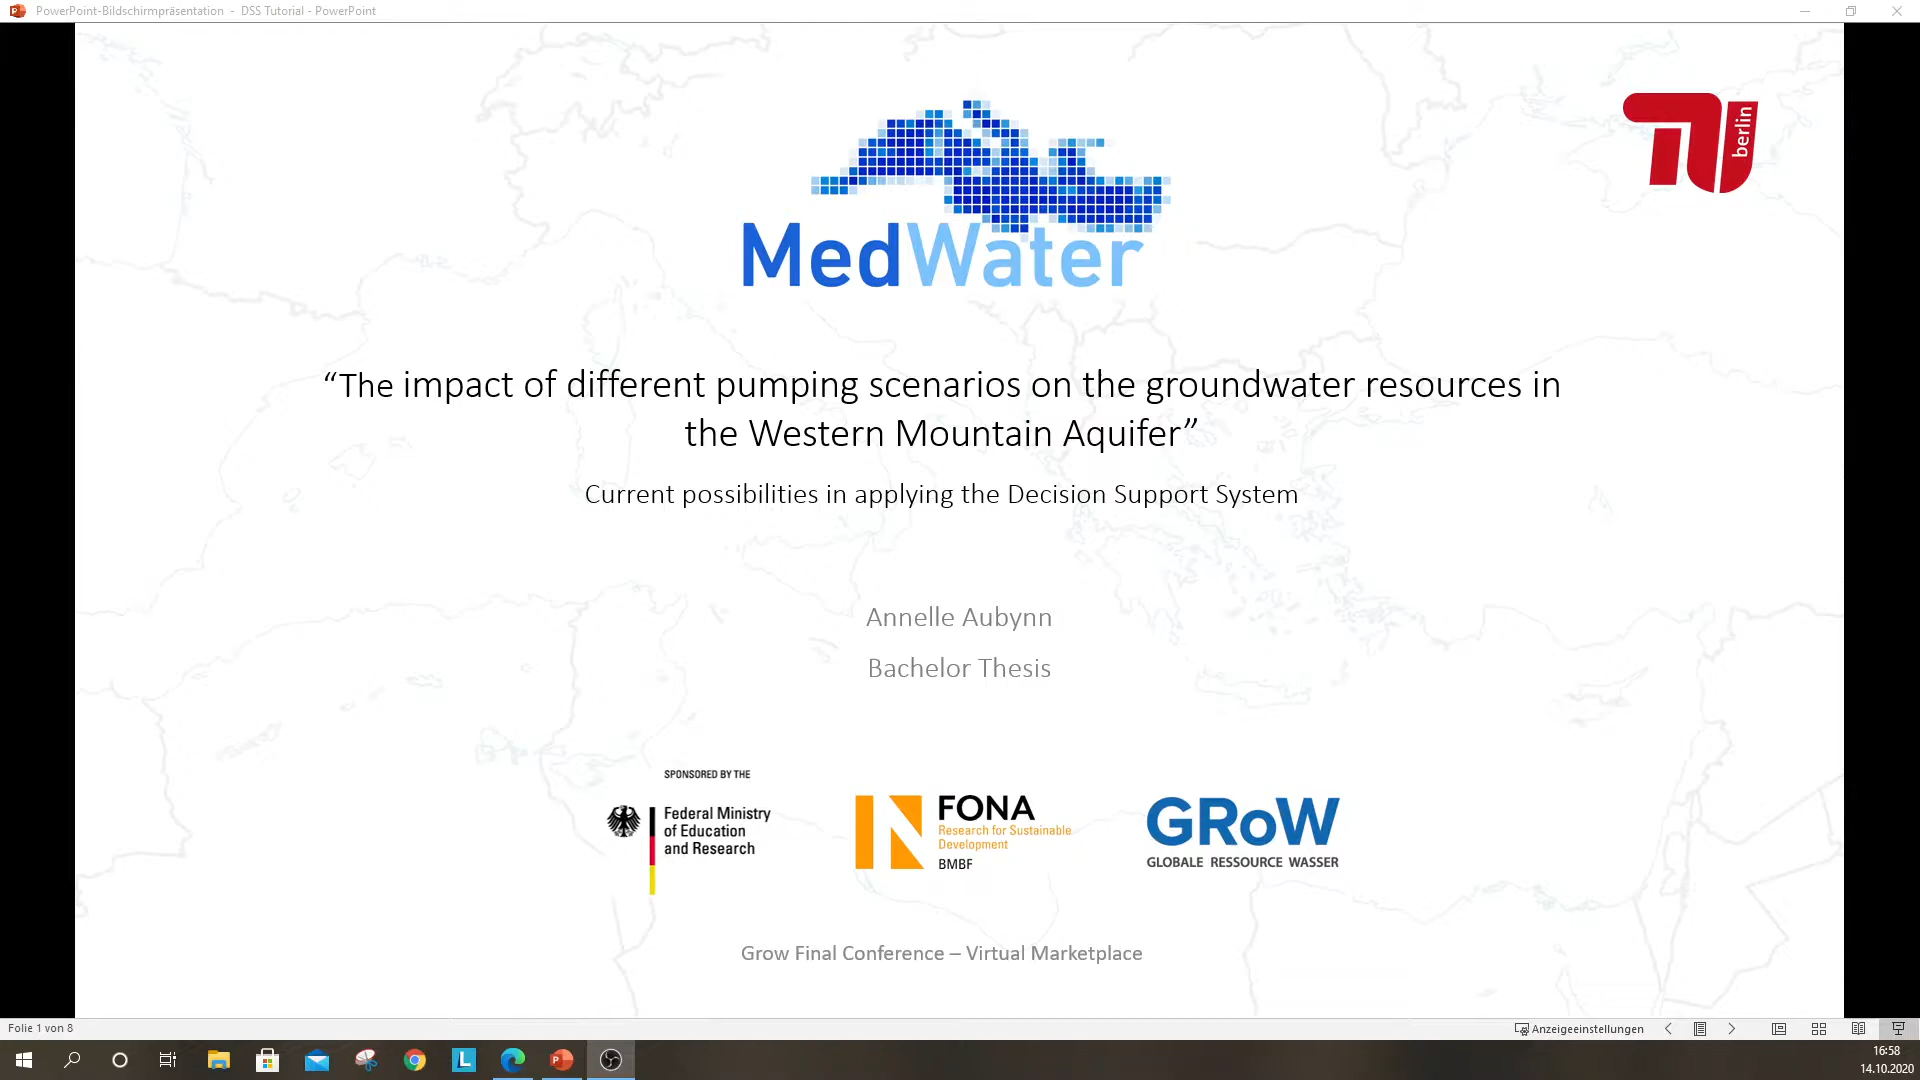 PowerPoint-Bildschirmpräsentation - DSS Tutorial - PowerPoint
berlin
MedWater
“The impact of different pumping scenarios on the groundwater resources in
the Western Mountain Aquifer”
Current possibilities in applying the Decision Support System
Annelle Aubynn
Bachelor Thesis
SPONSORED BY THE
Federal Ministry
of Education
and Research
FONA
Research for Sustainable
Development
BMBF
GRoW
GLOBALE RESSOURCE WASSER
Grow Final Conference – Virtual Marketplace
Folie 1 von 8
Anzeigeeinstellungen
16:58
14.10.2020